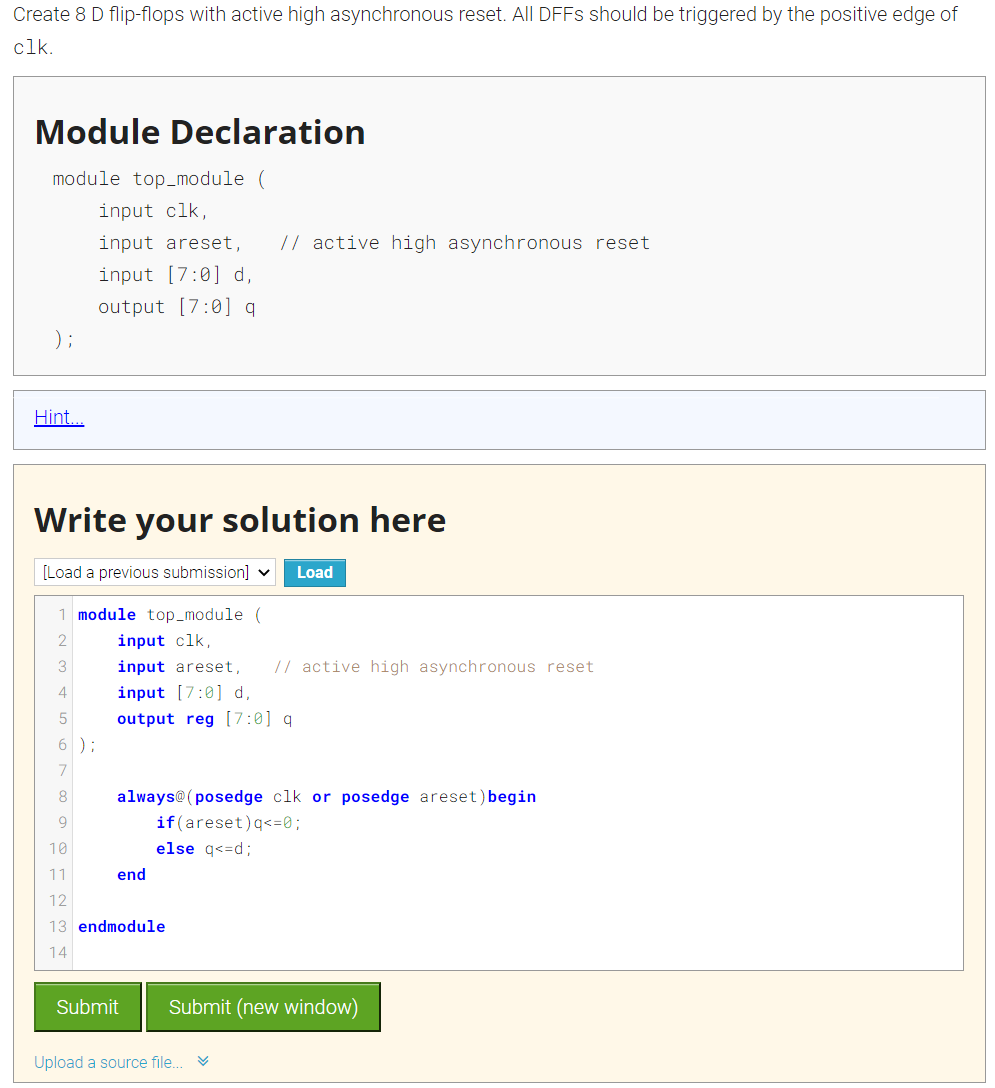 Create 8 D flip-flops with active high asynchronous reset. All DFFs should be triggered by the positive edge of
clk.
Module Declaration
module top_module (
    input clk,
    input areset,   // active high asynchronous reset
    input [7:0] d,
    output [7:0] q
);
Hint...
Write your solution here
[Load a previous submission] Load
1 module top_module (
2     input clk,
3     input areset,   // active high asynchronous reset
4     input [7:0] d,
5     output reg [7:0] q
6 );
7
8     always@(posedge clk or posedge areset)begin
9         if(areset)q<=0;
10         else q<=d;
11     end
12
13 endmodule
14
Submit Submit (new window)
Upload a source file...